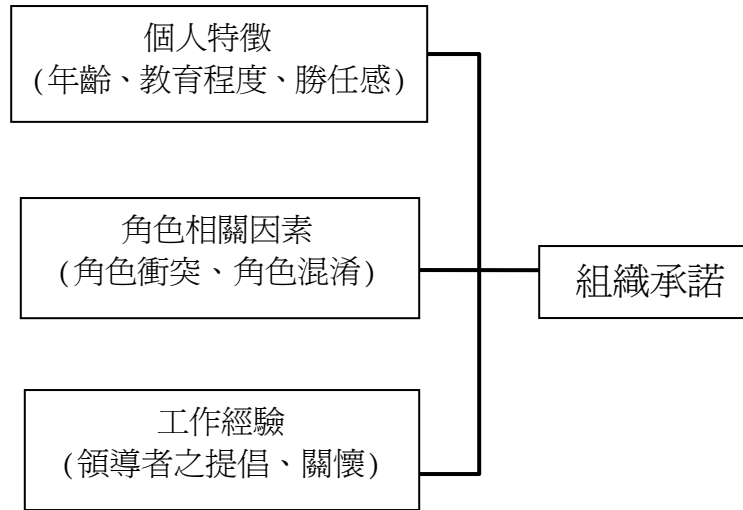 個人特徵
(年齡、教育程度、勝任感)
角色相關因素
(角色衝突、角色混淆)
組織承諾
工作經驗
(領導者之提倡、關懷)